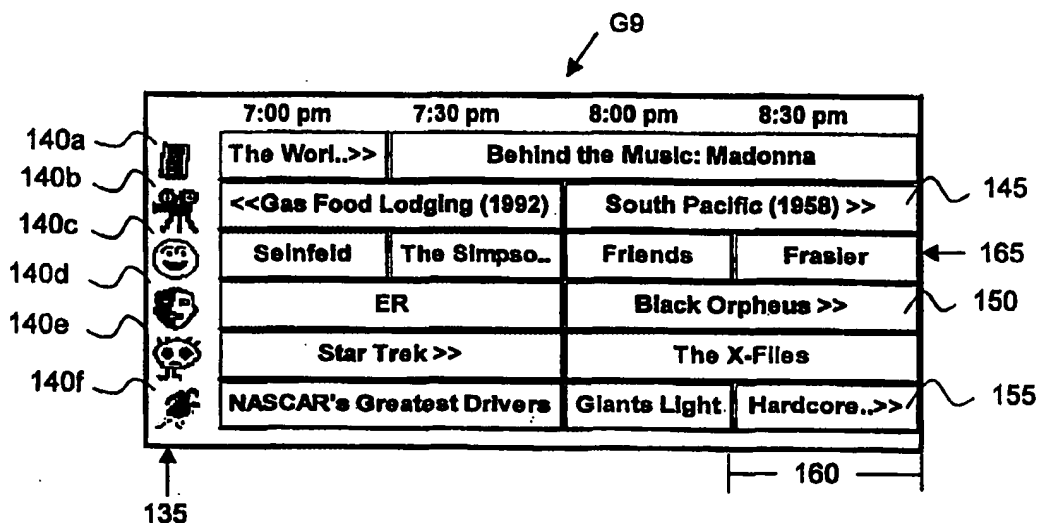 G9
7:00 pm 7:30 pm 8:00 pm 8:30 pm
140a
The Worl..>> Behind the Music: Madonna
140b
<<Gas Food Lodging (1992) South Pacific (1958) >> 145
140c
Seinfeld The Simpso.. Friends Frasier 165
140d
ER Black Orpheus >> 150
140e
Star Trek >> The X-Files
140f
NASCAR's Greatest Drivers Giants Light Hardcore..>> 155
160
135